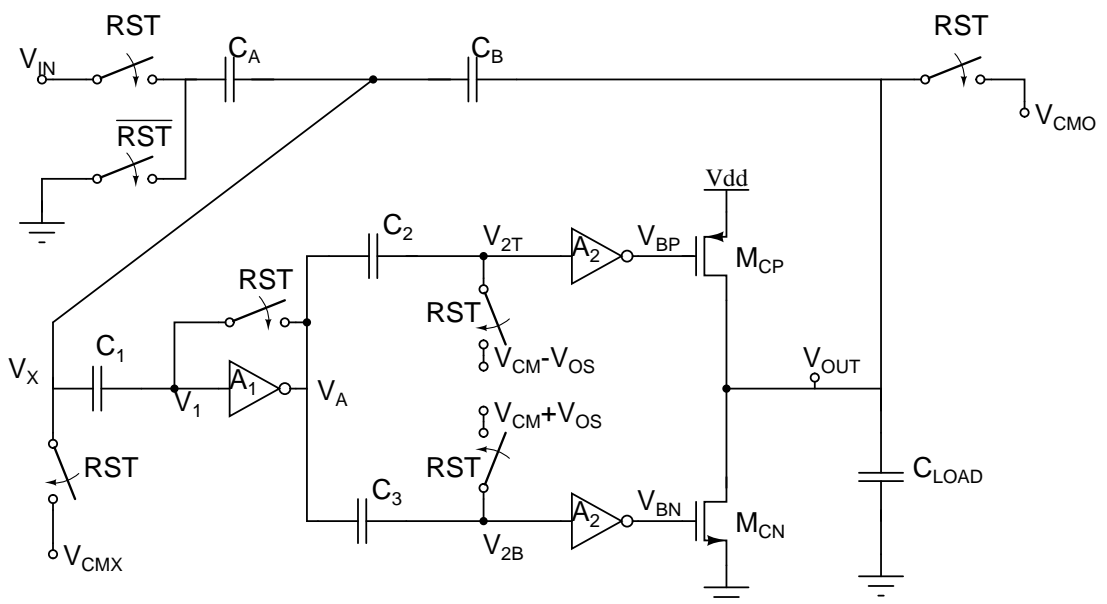 RST
RST
V_IN
C_A
C_B
V_CMO
R̅S̅T̅
Vdd
C_2
V_2T
A_2
V_BP
M_CP
RST
RST
C_1
V_CM-V_OS
V_OUT
V_X
V_1
A_1
V_A
V_CM+V_OS
RST
RST
C_LOAD
C_3
V_BN
A_2
M_CN
V_2B
V_CMX